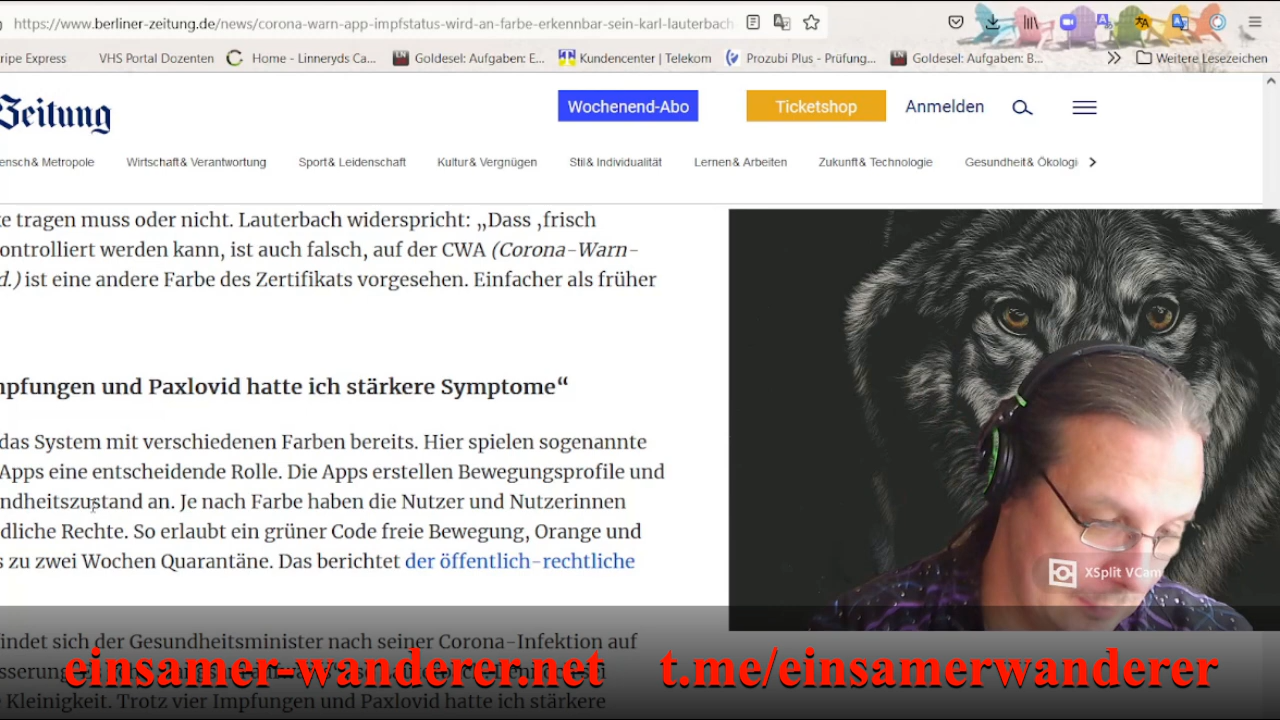 https://www.berliner-zeitung.de/news/corona-warn-app-impfstatus-wird-an-farbe-erkennbar-sein-karl-lauterbach
ripe Express VHS Portal Dozenten Home - Linneryds Ca... Goldesel: Aufgaben: E... Kundencenter | Telekom Prozubi Plus - Prüfung... Goldesel: Aufgaben: B... Weitere Lesezeichen
Zeitung
Wochenend-Abo Ticketshop Anmelden
ensch & Metropole Wirtschaft & Verantwortung Sport & Leidenschaft Kultur & Vergnügen Stil & Individualität Lernen & Arbeiten Zukunft & Technologie Gesundheit & Ökologi
ke tragen muss oder nicht. Lauterbach widerspricht: „Dass ‚frisch
ontrolliert werden kann, ist auch falsch, auf der CWA (Corona-Warn-
d.) ist eine andere Farbe des Zertifikats vorgesehen. Einfacher als früher
mpfungen und Paxlovid hatte ich stärkere Symptome“
das System mit verschiedenen Farben bereits. Hier spielen sogenannte
Apps eine entscheidende Rolle. Die Apps erstellen Bewegungsprofile und
ndheitszustand an. Je nach Farbe haben die Nutzer und Nutzerinnen
dliche Rechte. So erlaubt ein grüner Code freie Bewegung, Orange und
s zu zwei Wochen Quarantäne. Das berichtet der öffentlich-rechtliche
XSplit VCam
indet sich der Gesundheitsminister nach seiner Corona-Infektion auf
sserung
einsamer-wanderer.net t.me/einsamerwanderer
e Kleinigkeit. Trotz vier Impfungen und Paxlovid hatte ich stärkere